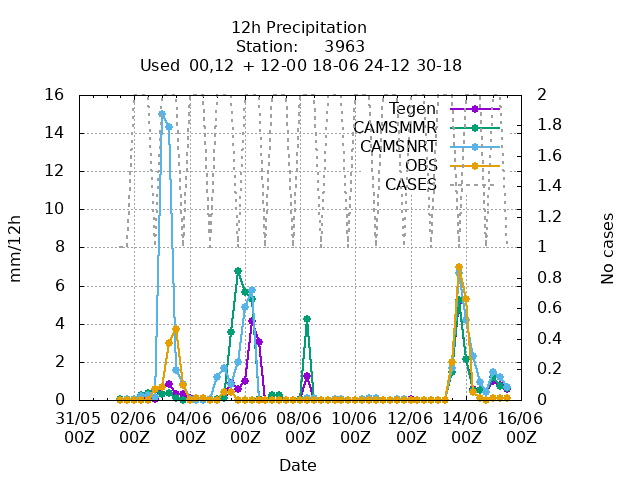 12h Precipitation
Station: 3963
Used 00,12 + 12-00 18-06 24-12 30-18
16
14
12
10
8
6
4
2
0
mm/12h
2
1.8
1.6
1.4
1.2
1
0.8
0.6
0.4
0.2
0
No cases
Tegen
CAMSMMR
CAMSNRT
OBS
CASES
31/05 02/06 04/06 06/06 08/06 10/06 12/06 14/06 16/06
00Z 00Z 00Z 00Z 00Z 00Z 00Z 00Z 00Z
Date